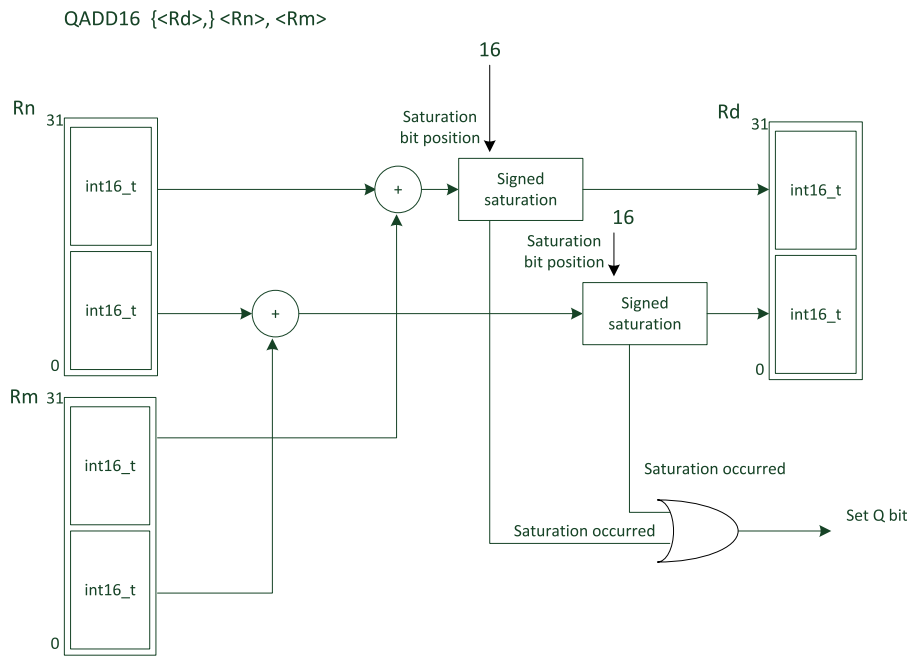 QADD16 {<Rd>,} <Rn>, <Rm>
16
Rn
31
Saturation
bit position
Rd
31
int16_t
+
Signed
saturation
int16_t
16
Saturation
bit position
int16_t
+
Signed
saturation
int16_t
0
0
Rm
31
int16_t
Saturation occurred
Saturation occurred
Set Q bit
int16_t
0